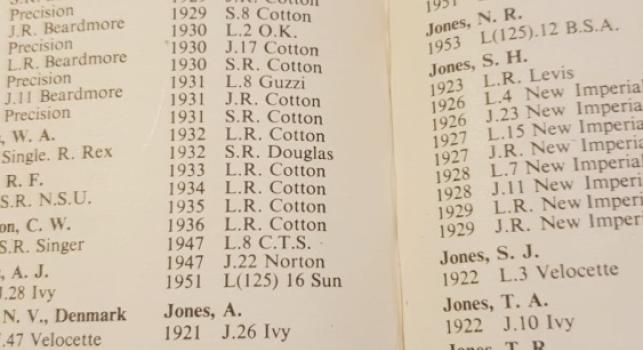 Precision
J.R. Beardmore
Precision
L.R. Beardmore
Precision
J.11 Beardmore
Precision
W. A.
Single. R. Rex
R. F.
S.R. N.S.U.
on, C. W.
S.R. Singer
A. J.
J.28 Ivy
N. V., Denmark
.47 Velocette
1929 S.8 Cotton
1930 L.2 O.K.
1930 J.17 Cotton
1930 S.R. Cotton
1931 L.8 Guzzi
1931 J.R. Cotton
1931 S.R. Cotton
1932 L.R. Cotton
1932 S.R. Douglas
1933 L.R. Cotton
1934 L.R. Cotton
1935 L.R. Cotton
1936 L.R. Cotton
1947 L.8 C.T.S.
1947 J.22 Norton
1951 L(125) 16 Sun
Jones, A.
1921 J.26 Ivy
1951
Jones, N. R.
1953 L(125).12 B.S.A.
Jones, S. H.
1923 L.R. Levis
1926 L.4 New Imperia
1926 J.23 New Imperia
1927 L.15 New Imperia
1927 J.R. New Imperia
1928 L.7 New Imperial
1928 J.11 New Imperi
1929 L.R. New Imperi
1929 J.R. New Imper
Jones, S. J.
1922 L.3 Velocette
Jones, T. A.
1922 J.10 Ivy
Jones, T. R.